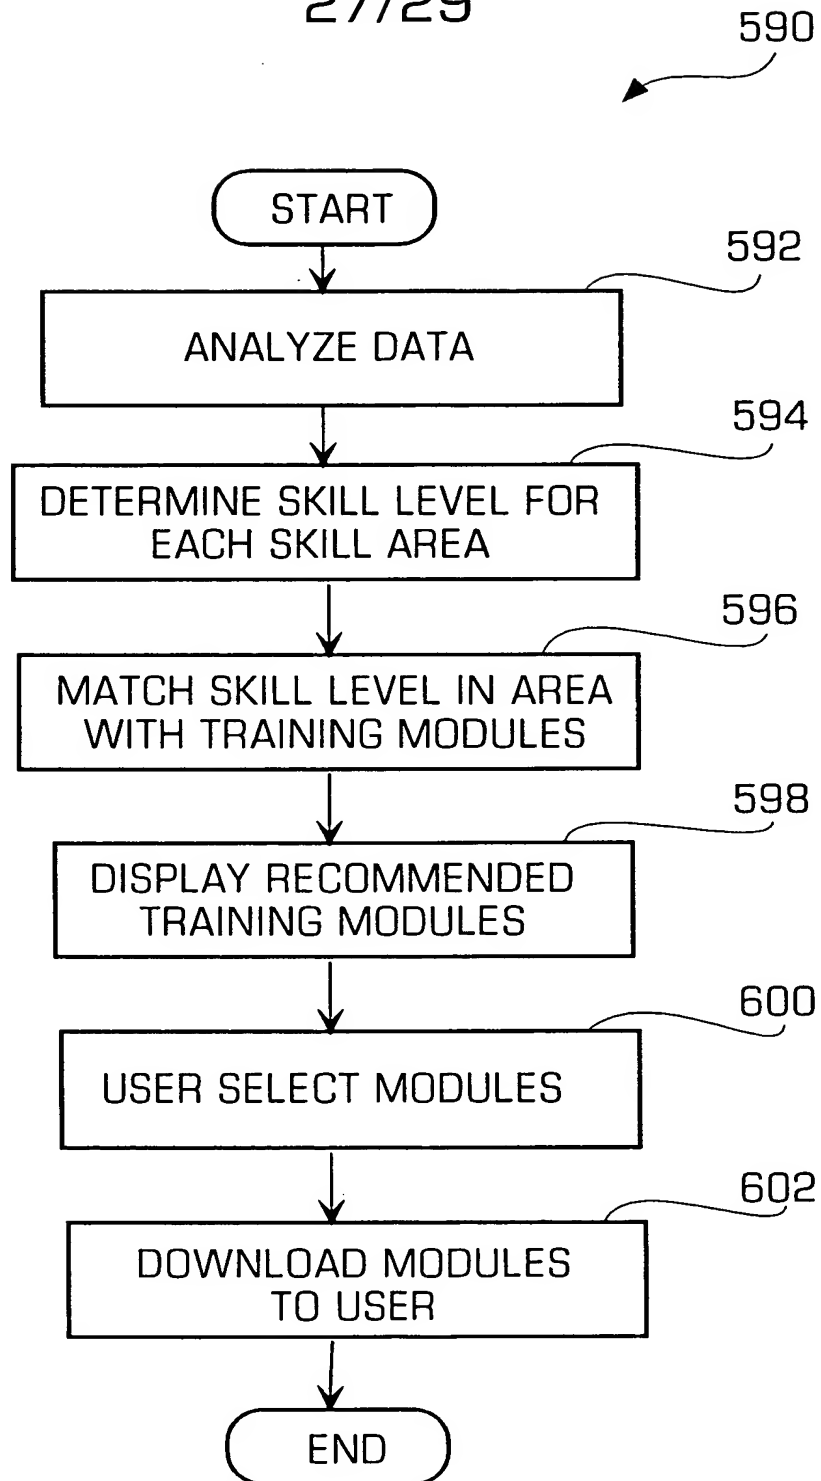 27/29
590
START
592
ANALYZE DATA
594
DETERMINE SKILL LEVEL FOR
EACH SKILL AREA
596
MATCH SKILL LEVEL IN AREA
WITH TRAINING MODULES
598
DISPLAY RECOMMENDED
TRAINING MODULES
600
USER SELECT MODULES
602
DOWNLOAD MODULES
TO USER
END